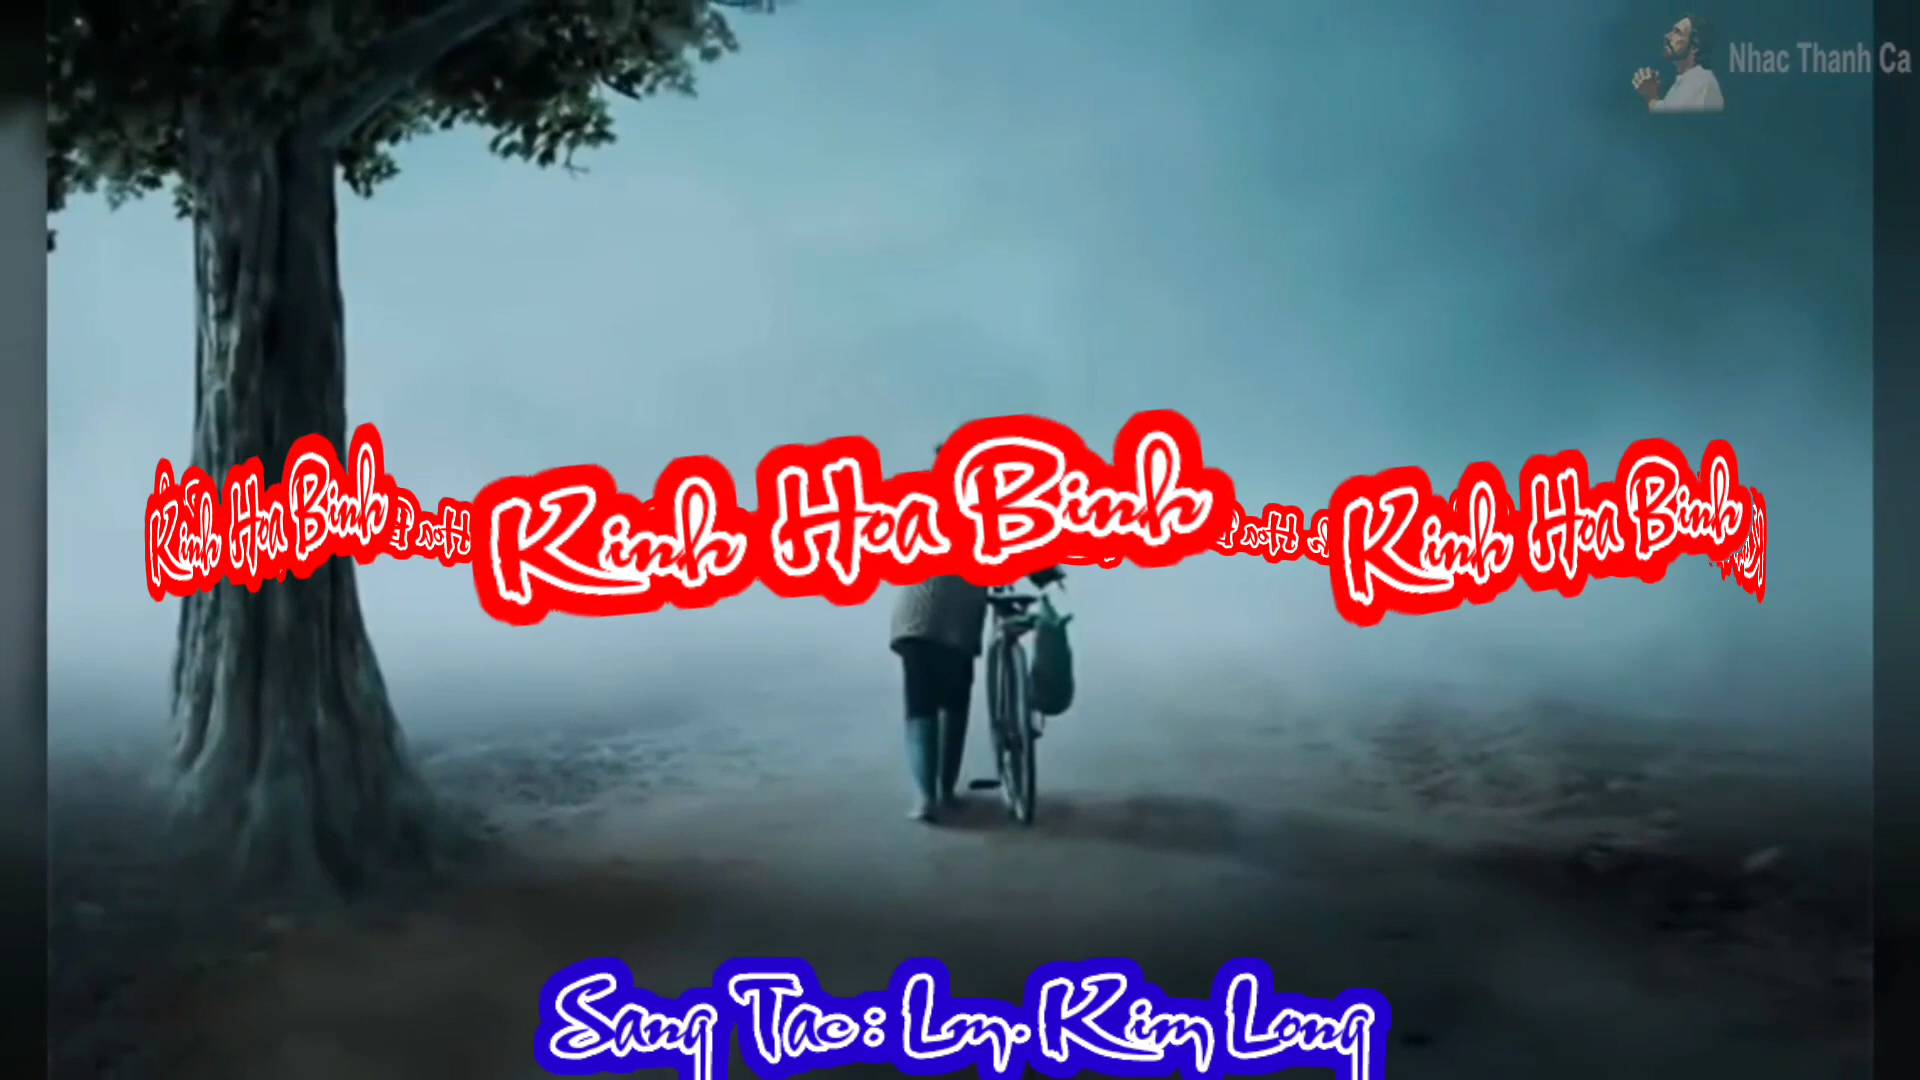 Nhac Thanh Ca
Kinh Hoa Binh Kinh Hoa Binh Kinh Hoa Binh
Sang Tac : Lm. Kim Long